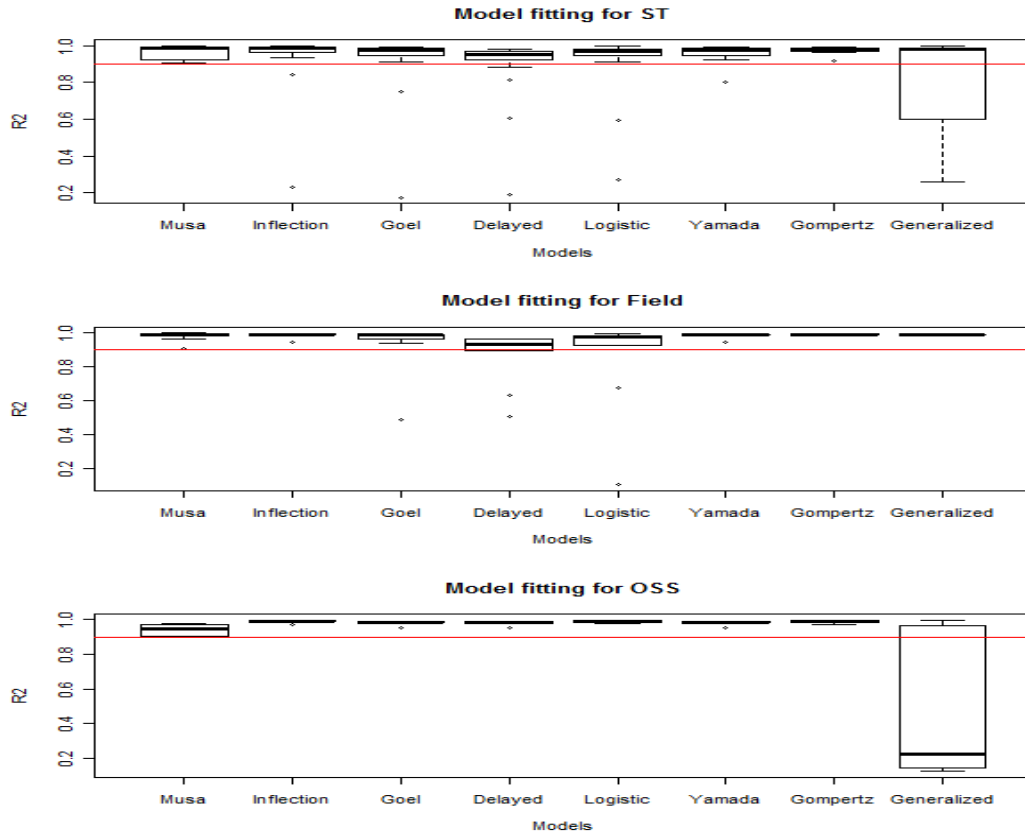 Model fitting for ST
1.0
0.8
0.6
0.4
0.2
R2
Musa Inflection Goel Delayed Logistic Yamada Gompertz Generalized
Models
Model fitting for Field
1.0
0.8
0.6
0.4
0.2
R2
Musa Inflection Goel Delayed Logistic Yamada Gompertz Generalized
Models
Model fitting for OSS
1.0
0.8
0.6
0.4
0.2
R2
Musa Inflection Goel Delayed Logistic Yamada Gompertz Generalized
Models